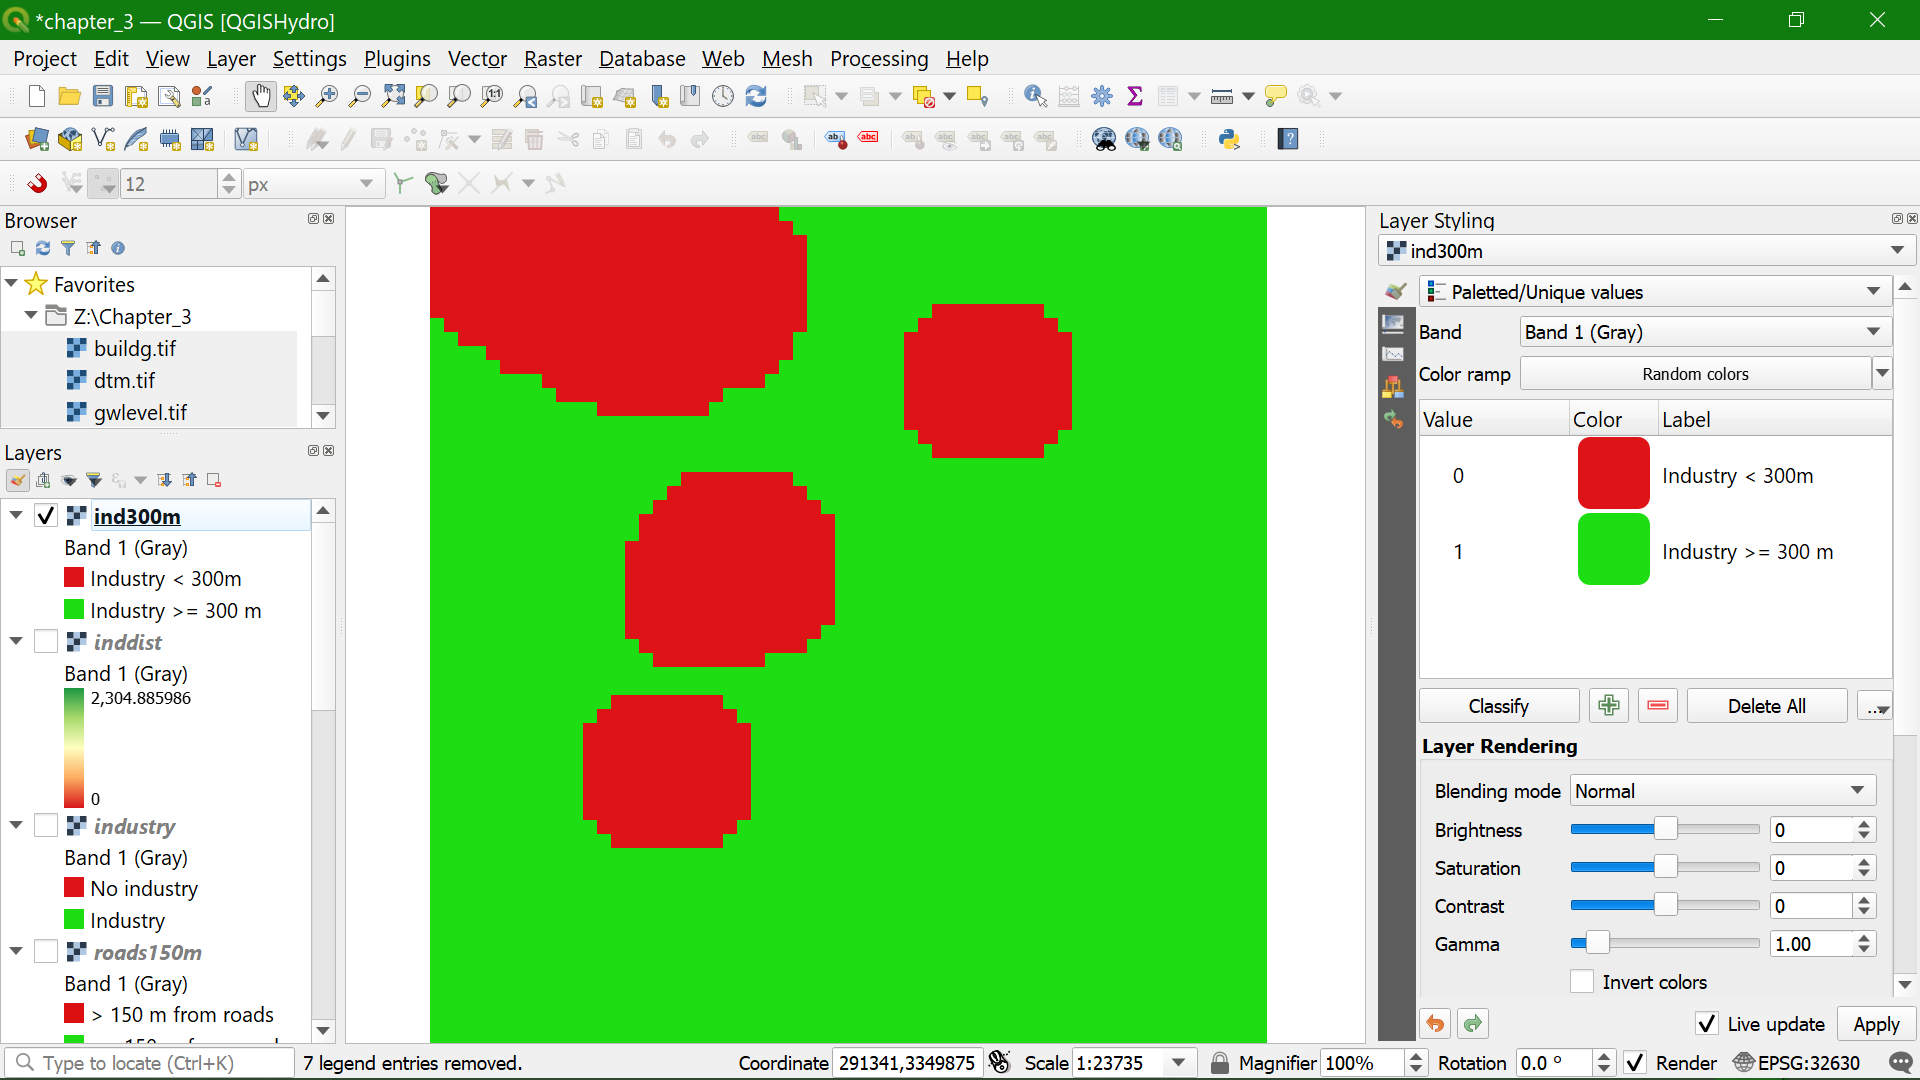 *chapter_3 — QGIS [QGISHydro]
Project Edit View Layer Settings Plugins Vector Raster Database Web Mesh Processing Help
12 px
Browser
Favorites
Z:\Chapter_3
buildg.tif
dtm.tif
gwlevel.tif
Layers
ind300m
Band 1 (Gray)
Industry < 300m
Industry >= 300 m
inddist
Band 1 (Gray)
2,304.885986
0
industry
Band 1 (Gray)
No industry
Industry
roads150m
Band 1 (Gray)
> 150 m from roads
Layer Styling
ind300m
Paletted/Unique values
Band Band 1 (Gray)
Color ramp Random colors
Value Color Label
0 Industry < 300m
1 Industry >= 300 m
Classify Delete All ...
Layer Rendering
Blending mode Normal
Brightness 0
Saturation 0
Contrast 0
Gamma 1.00
Invert colors
Live update Apply
Type to locate (Ctrl+K) 7 legend entries removed. Coordinate 291341,3349875 Scale 1:23735 Magnifier 100% Rotation 0.0 ° Render EPSG:32630